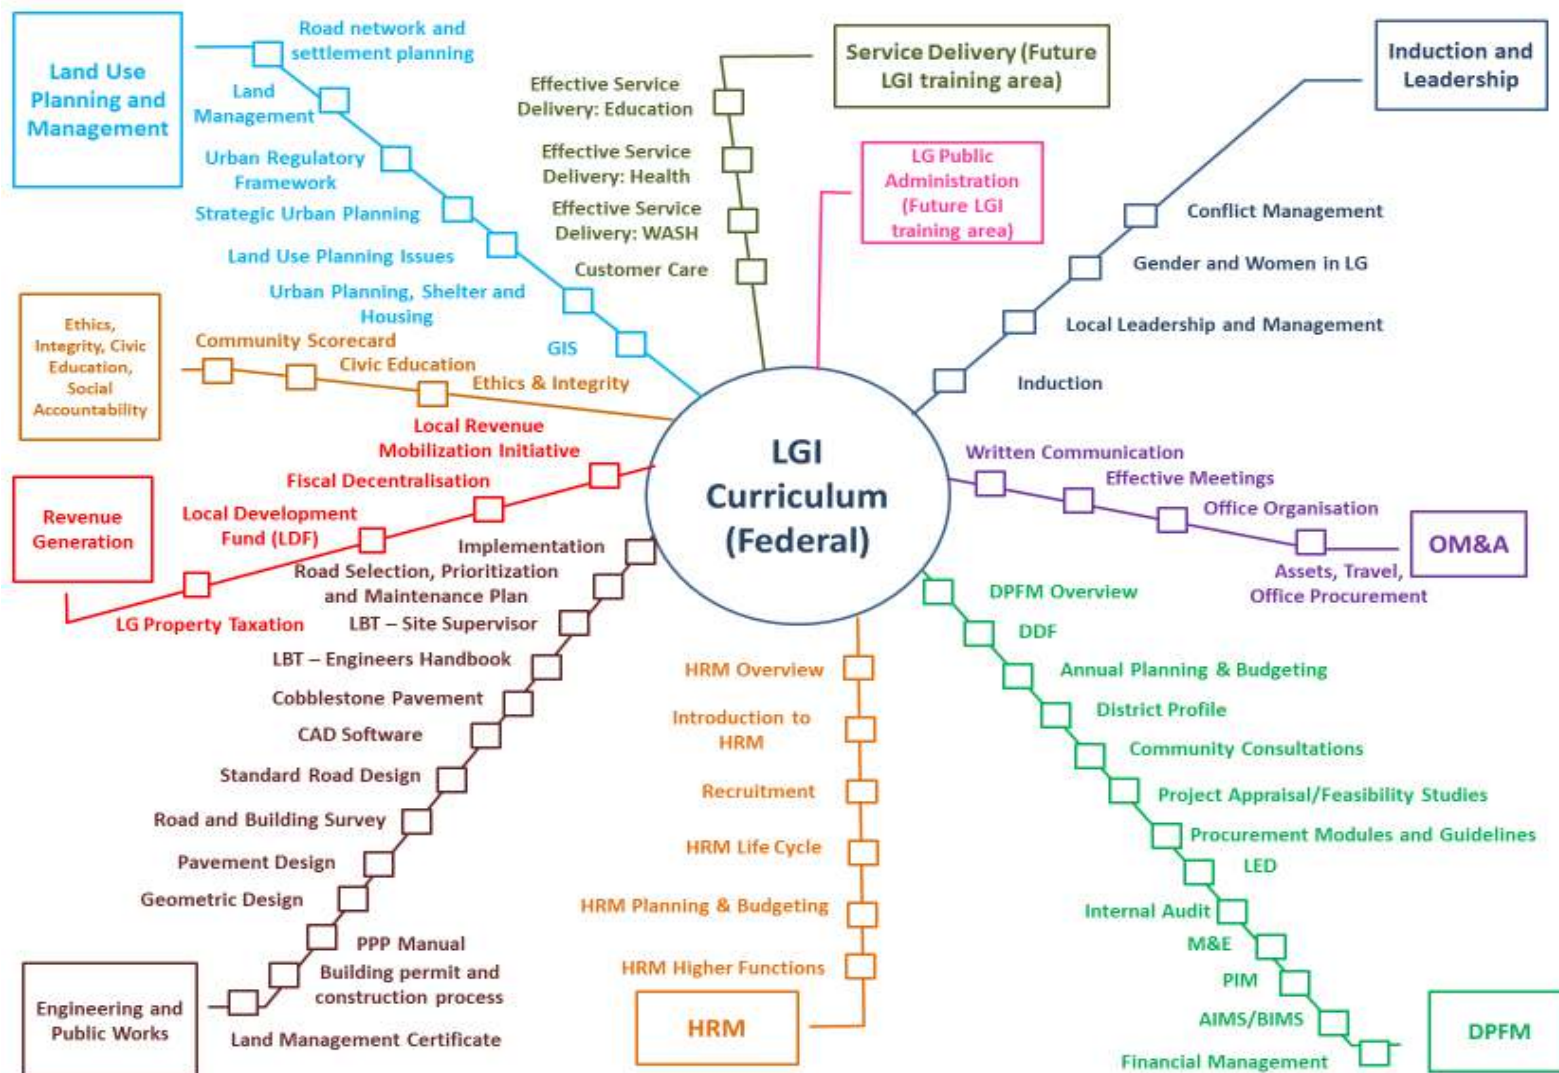 Land Use
Planning and
Management
Road network and
settlement planning
Land
Management
Urban Regulatory
Framework
Strategic Urban Planning
Land Use Planning Issues
Urban Planning, Shelter and
Housing
GIS
Service Delivery (Future
LGI training area)
Effective Service
Delivery: Education
Effective Service
Delivery: Health
Effective Service
Delivery: WASH
Customer Care
LG Public
Administration
(Future LGI
training area)
Induction and
Leadership
Conflict Management
Gender and Women in LG
Local Leadership and Management
Induction
Ethics,
Integrity, Civic
Education,
Social
Accountability
Community Scorecard
Civic Education
Ethics & Integrity
LGI
Curriculum
(Federal)
Revenue
Generation
Local Revenue
Mobilization Initiative
Fiscal Decentralisation
Local Development
Fund (LDF)
LG Property Taxation
Written Communication
Effective Meetings
Office Organisation
Assets, Travel,
Office Procurement
OM&A
Implementation
Road Selection, Prioritization
and Maintenance Plan
LBT – Site Supervisor
LBT – Engineers Handbook
Cobblestone Pavement
CAD Software
Standard Road Design
Road and Building Survey
Pavement Design
Geometric Design
PPP Manual
Building permit and
construction process
Land Management Certificate
Engineering and
Public Works
HRM Overview
Introduction to
HRM
Recruitment
HRM Life Cycle
HRM Planning & Budgeting
HRM Higher Functions
HRM
DPFM Overview
DDF
Annual Planning & Budgeting
District Profile
Community Consultations
Project Appraisal/Feasibility Studies
Procurement Modules and Guidelines
LED
Internal Audit
M&E
PIM
AIMS/BIMS
Financial Management
DPFM